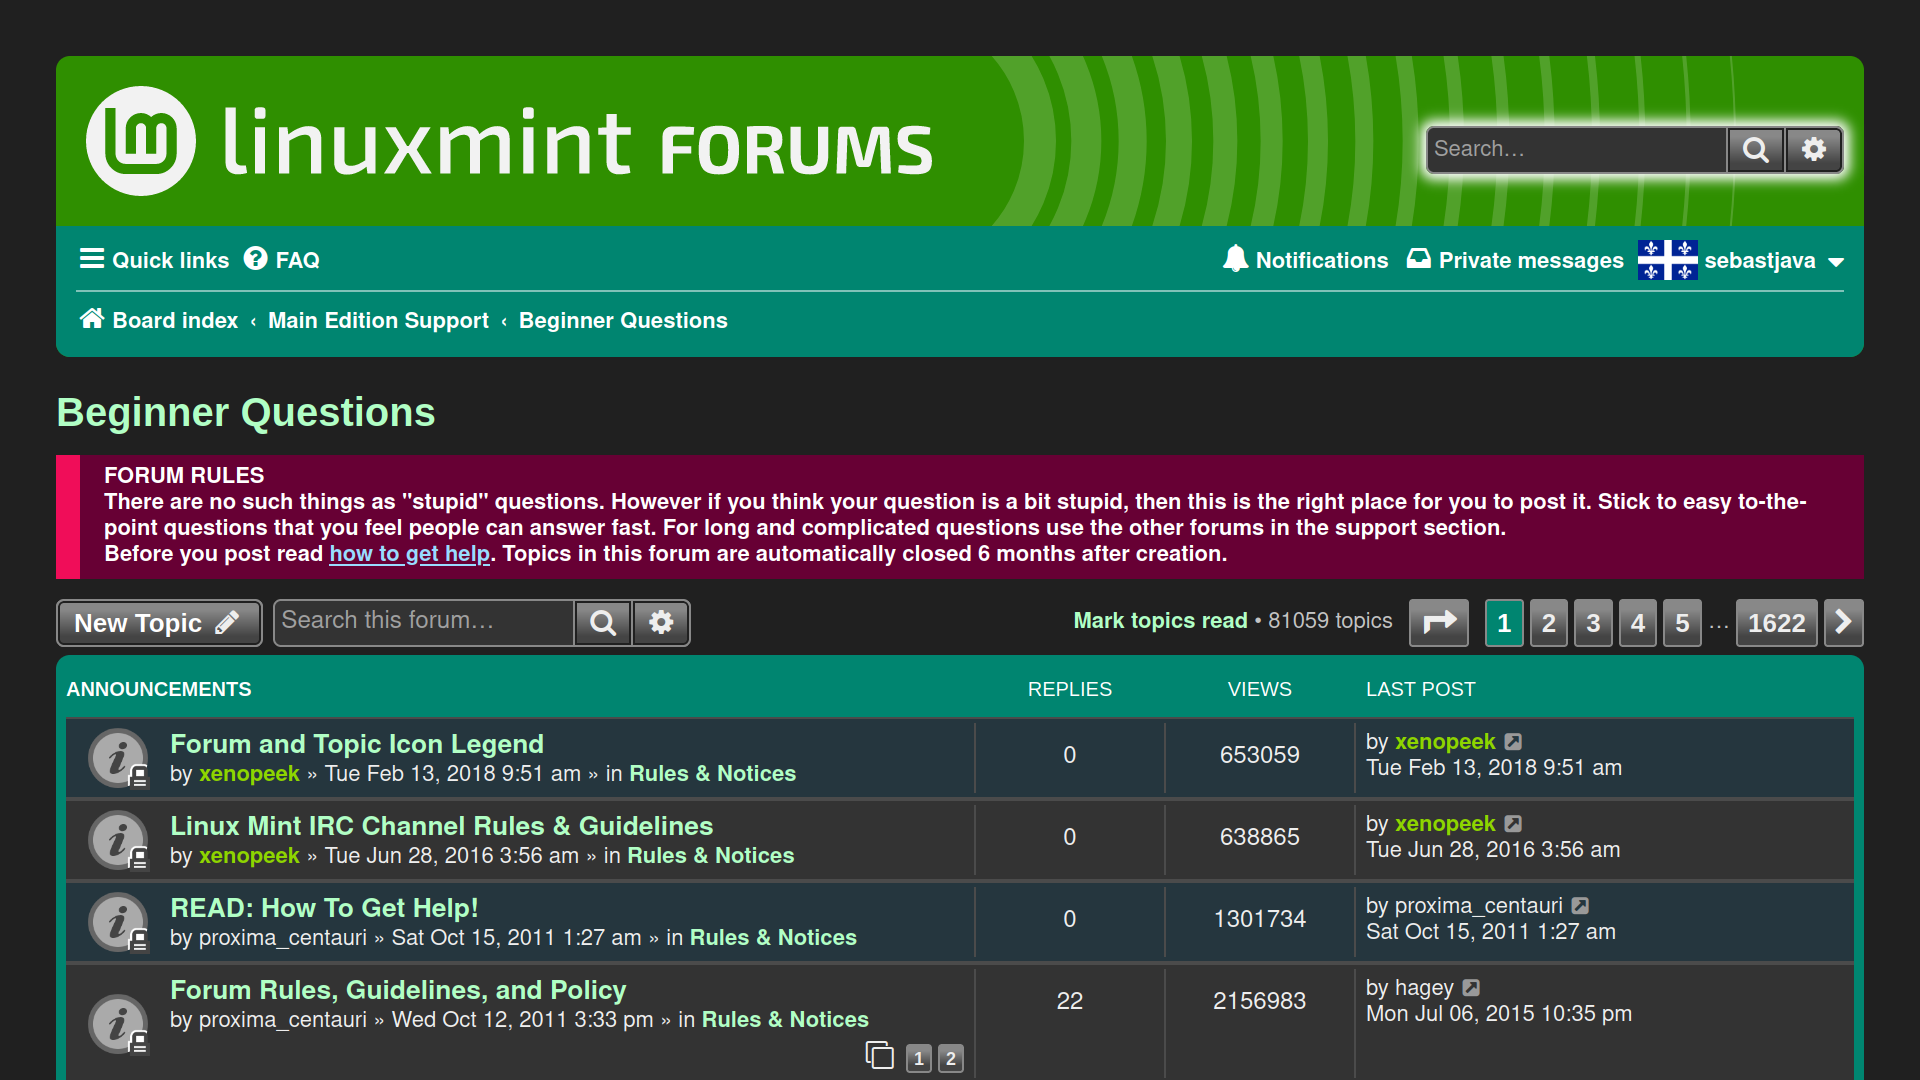 linuxmint FORUMS
Search…
Quick links FAQ
Notifications Private messages sebastjava
Board index ‹ Main Edition Support ‹ Beginner Questions
Beginner Questions
FORUM RULES
There are no such things as "stupid" questions. However if you think your question is a bit stupid, then this is the right place for you to post it. Stick to easy to-the-
point questions that you feel people can answer fast. For long and complicated questions use the other forums in the support section.
Before you post read how to get help. Topics in this forum are automatically closed 6 months after creation.
New Topic Search this forum… Mark topics read • 81059 topics 1 2 3 4 5 … 1622
ANNOUNCEMENTS REPLIES VIEWS LAST POST
Forum and Topic Icon Legend
by xenopeek » Tue Feb 13, 2018 9:51 am » in Rules & Notices
0
653059
by xenopeek
Tue Feb 13, 2018 9:51 am
Linux Mint IRC Channel Rules & Guidelines
by xenopeek » Tue Jun 28, 2016 3:56 am » in Rules & Notices
0
638865
by xenopeek
Tue Jun 28, 2016 3:56 am
READ: How To Get Help!
by proxima_centauri » Sat Oct 15, 2011 1:27 am » in Rules & Notices
0
1301734
by proxima_centauri
Sat Oct 15, 2011 1:27 am
Forum Rules, Guidelines, and Policy
by proxima_centauri » Wed Oct 12, 2011 3:33 pm » in Rules & Notices
1 2
22
2156983
by hagey
Mon Jul 06, 2015 10:35 pm